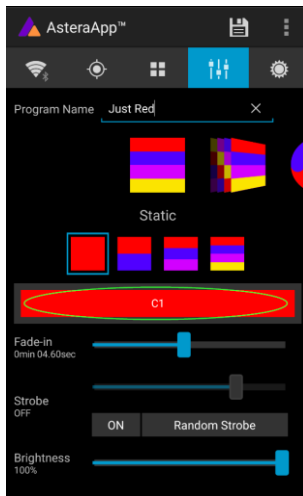 AsteraApp™
Program Name Just Red
Static
C1
Fade-in
0min 04.60sec
Strobe
OFF
ON Random Strobe
Brightness
100%